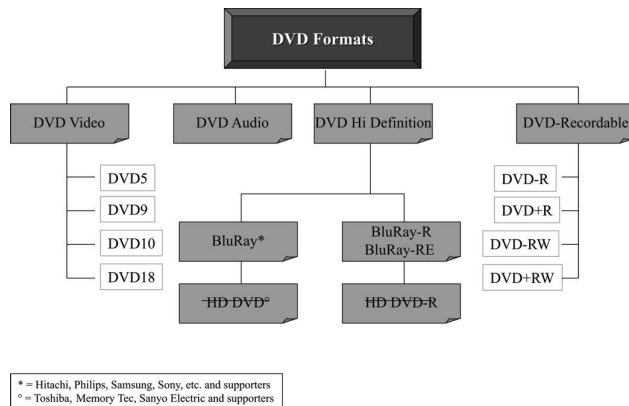 DVD Formats
DVD Video
DVD Audio
DVD Hi Definition
DVD-Recordable
DVD5
DVD9
DVD10
DVD18
BluRay*
HD DVD°
BluRay-R
BluRay-RE
HD DVD-R
DVD-R
DVD+R
DVD-RW
DVD+RW
* = Hitachi, Philips, Samsung, Sony, etc. and supporters
° = Toshiba, Memory Tec, Sanyo Electric and supporters